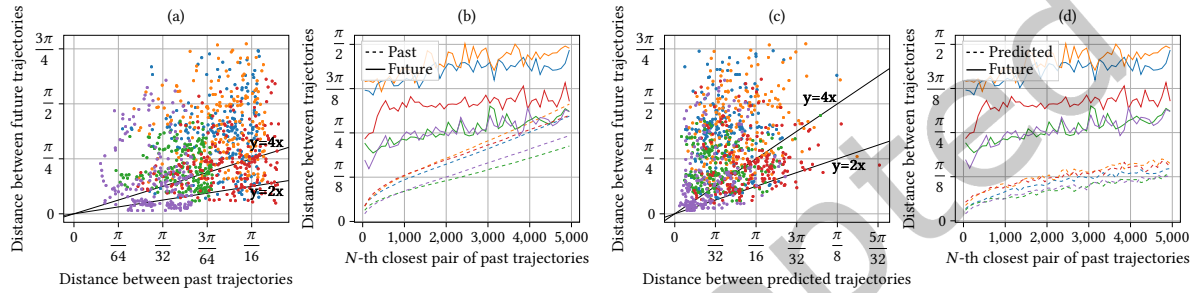 (a)
Distance between future trajectories
3π/4
π/2
π/4
0
y=4x
y=2x
0
π/64
π/32
3π/64
π/16
Distance between past trajectories
(b)
Distance between trajectories
π/2
3π/8
π/4
π/8
0
Past
Future
0
1,000 2,000 3,000 4,000 5,000
N-th closest pair of past trajectories
(c)
Distance between future trajectories
3π/4
π/2
π/4
0
y=4x
y=2x
0
π/32
π/16
3π/32
π/8
5π/32
Distance between predicted trajectories
(d)
Distance between trajectories
π/2
3π/8
π/4
π/8
0
Predicted
Future
0
1,000 2,000 3,000 4,000 5,000
N-th closest pair of past trajectories
pted